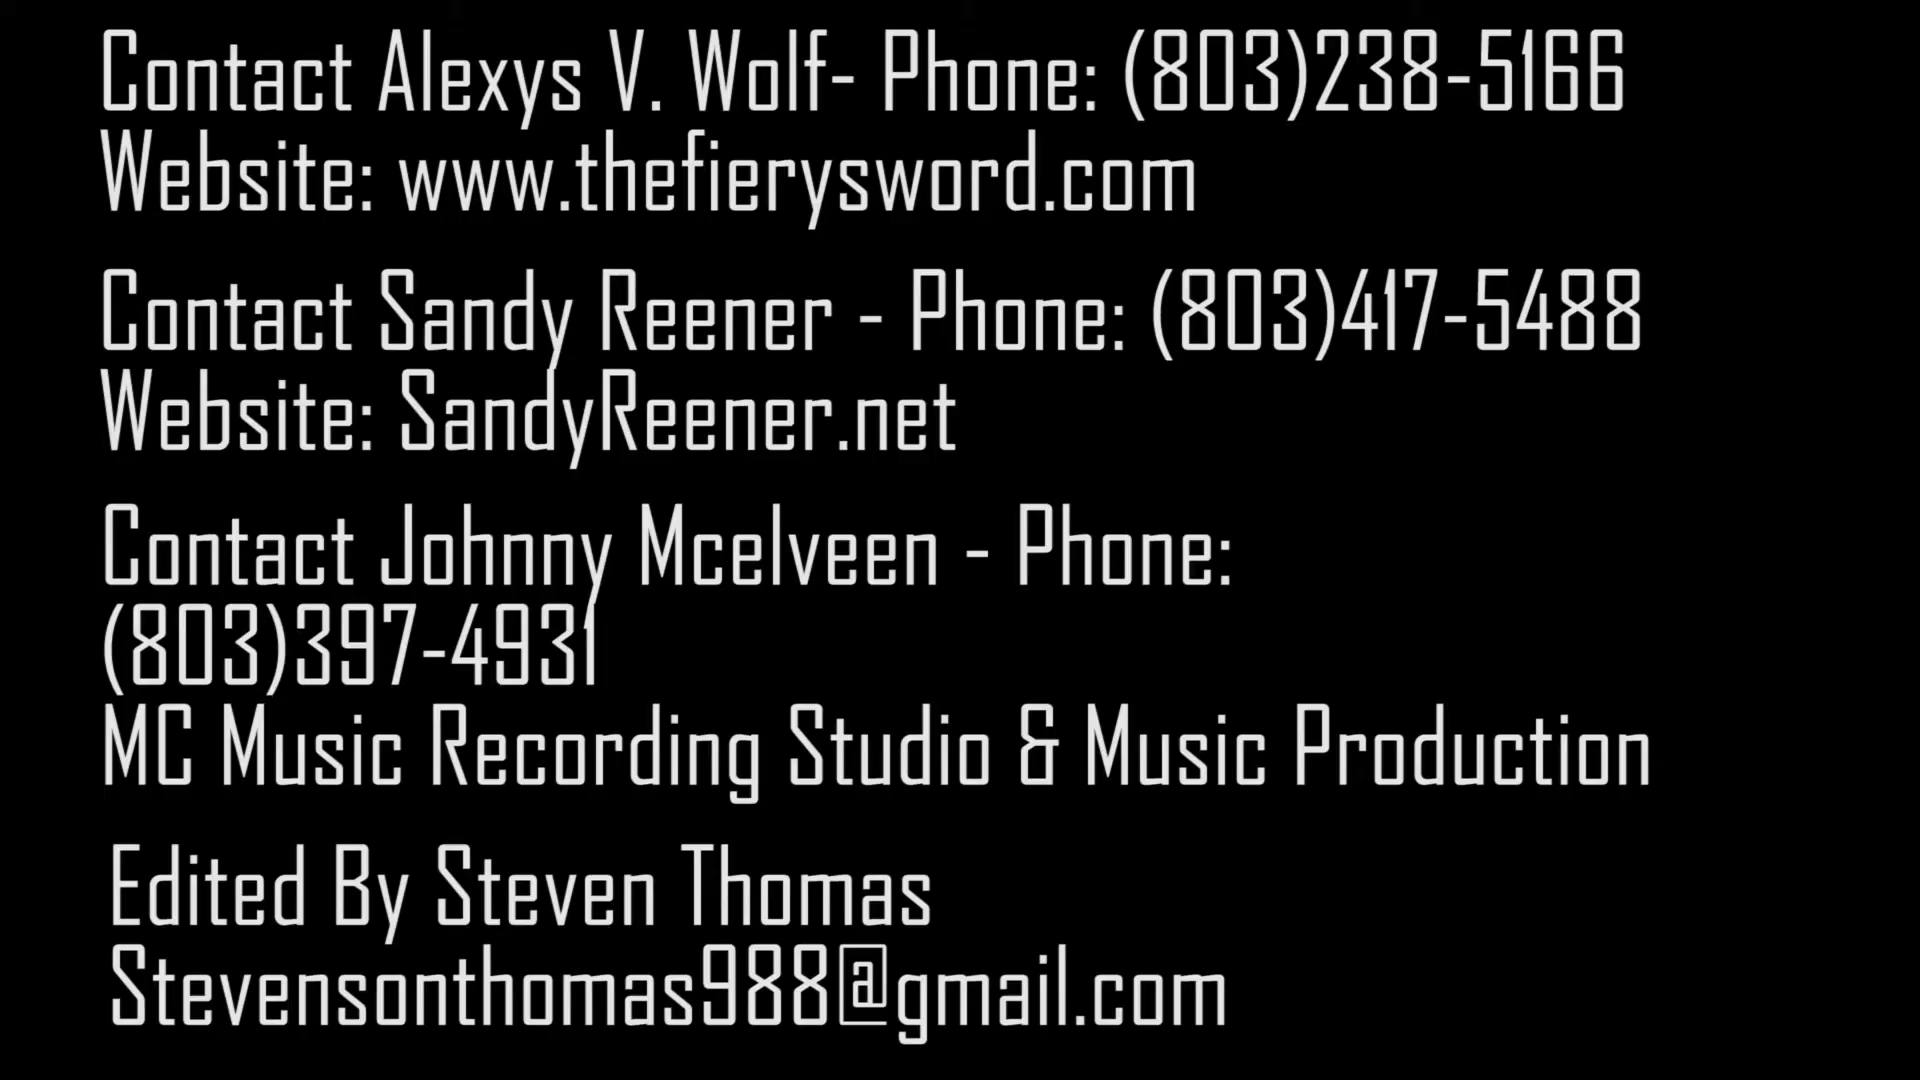 Contact Alexys V. Wolf- Phone: (803)238-5166
Website: www.thefierysword.com
Contact Sandy Reener - Phone: (803)417-5488
Website: SandyReener.net
Contact Johnny Mcelveen - Phone:
(803)397-4931
MC Music Recording Studio & Music Production
Edited By Steven Thomas
Stevensonthomas988@gmail.com